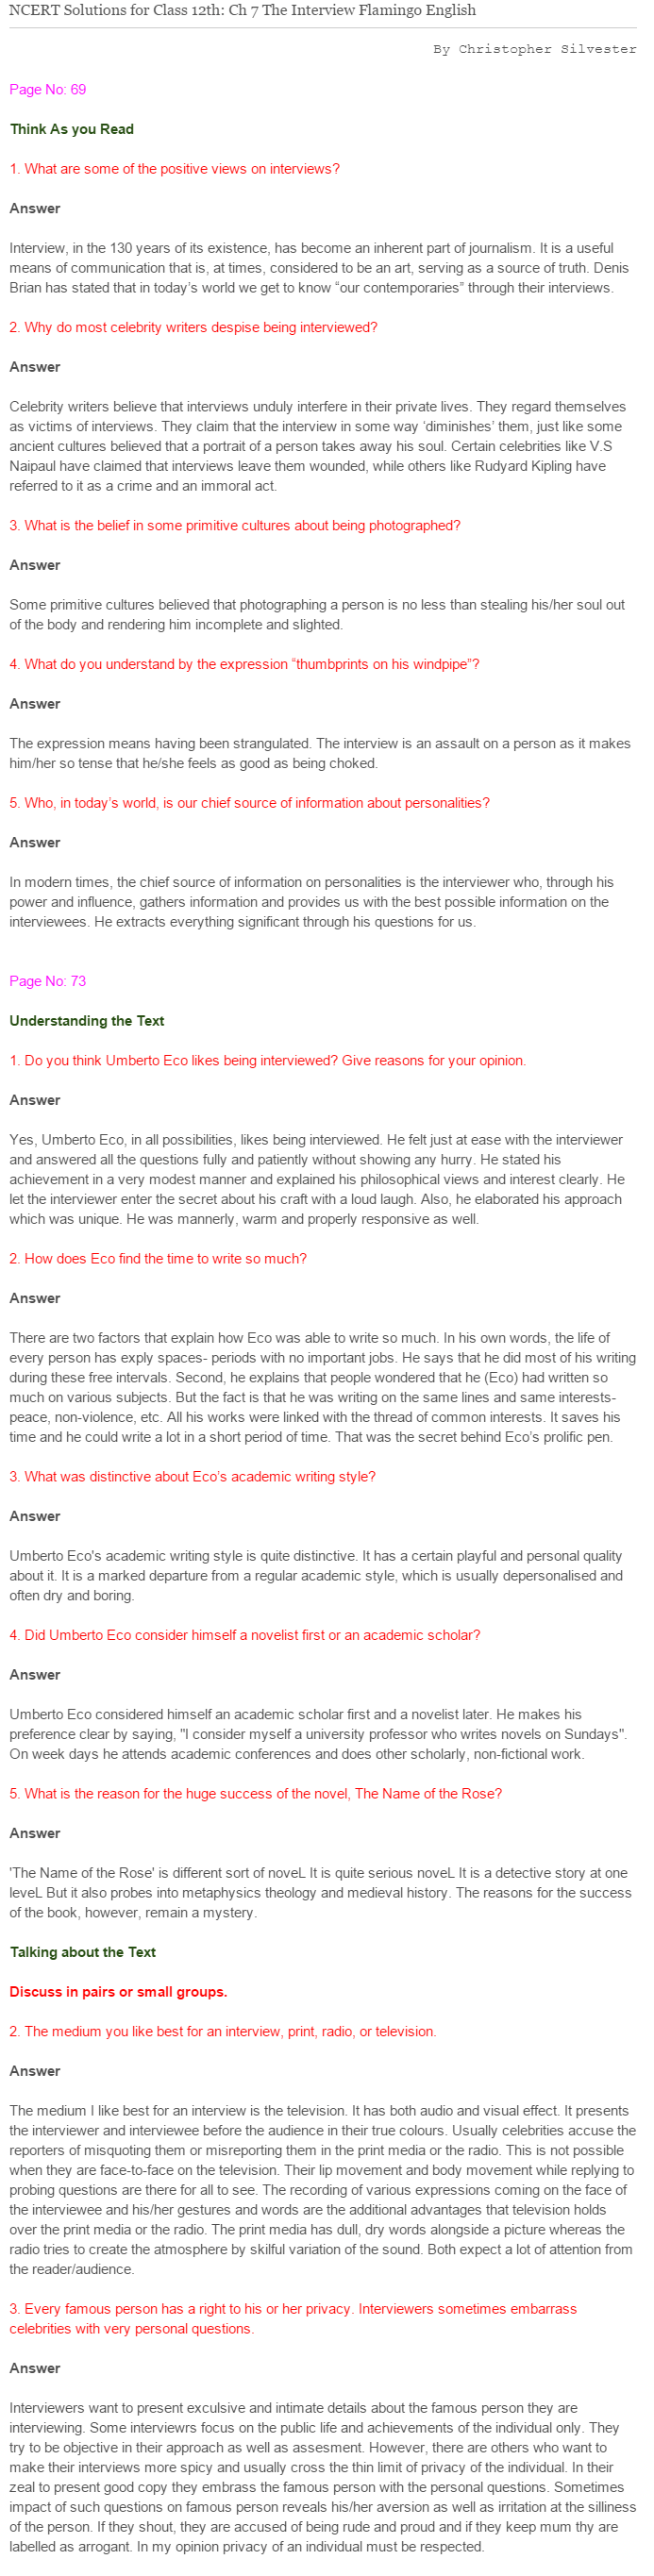 NCERT Solutions for Class 12th: Ch 7 The Interview Flamingo English
By Christopher Silvester
Page No: 69
Think As you Read
1. What are some of the positive views on interviews?
Answer
Interview, in the 130 years of its existence, has become an inherent part of journalism. It is a useful
means of communication that is, at times, considered to be an art, serving as a source of truth. Denis
Brian has stated that in today's world we get to know “our contemporaries” through their interviews.
2. Why do most celebrity writers despise being interviewed?
Answer
Celebrity writers believe that interviews unduly interfere in their private lives. They regard themselves
as victims of interviews. They claim that the interview in some way ‘diminishes’ them, just like some
ancient cultures believed that a portrait of a person takes away his soul. Certain celebrities like V.S
Naipaul have claimed that interviews leave them wounded, while others like Rudyard Kipling have
referred to it as a crime and an immoral act.
3. What is the belief in some primitive cultures about being photographed?
Answer
Some primitive cultures believed that photographing a person is no less than stealing his/her soul out
of the body and rendering him incomplete and slighted.
4. What do you understand by the expression “thumbprints on his windpipe”?
Answer
The expression means having been strangulated. The interview is an assault on a person as it makes
him/her so tense that he/she feels as good as being choked.
5. Who, in today’s world, is our chief source of information about personalities?
Answer
In modern times, the chief source of information on personalities is the interviewer who, through his
power and influence, gathers information and provides us with the best possible information on the
interviewees. He extracts everything significant through his questions for us.
Page No: 73
Understanding the Text
1. Do you think Umberto Eco likes being interviewed? Give reasons for your opinion.
Answer
Yes, Umberto Eco, in all possibilities, likes being interviewed. He felt just at ease with the interviewer
and answered all the questions fully and patiently without showing any hurry. He stated his
achievement in a very modest manner and explained his philosophical views and interest clearly. He
let the interviewer enter the secret about his craft with a loud laugh. Also, he elaborated his approach
which was unique. He was mannerly, warm and properly responsive as well.
2. How does Eco find the time to write so much?
Answer
There are two factors that explain how Eco was able to write so much. In his own words, the life of
every person has exply spaces- periods with no important jobs. He says that he did most of his writing
during these free intervals. Second, he explains that people wondered that he (Eco) had written so
much on various subjects. But the fact is that he was writing on the same lines and same interests-
peace, non-violence, etc. All his works were linked with the thread of common interests. It saves his
time and he could write a lot in a short period of time. That was the secret behind Eco’s prolific pen.
3. What was distinctive about Eco’s academic writing style?
Answer
Umberto Eco's academic writing style is quite distinctive. It has a certain playful and personal quality
about it. It is a marked departure from a regular academic style, which is usually depersonalised and
often dry and boring.
4. Did Umberto Eco consider himself a novelist first or an academic scholar?
Answer
Umberto Eco considered himself an academic scholar first and a novelist later. He makes his
preference clear by saying, "I consider myself a university professor who writes novels on Sundays".
On week days he attends academic conferences and does other scholarly, non-fictional work.
5. What is the reason for the huge success of the novel, The Name of the Rose?
Answer
'The Name of the Rose' is different sort of noveL It is quite serious noveL It is a detective story at one
leveL But it also probes into metaphysics theology and medieval history. The reasons for the success
of the book, however, remain a mystery.
Talking about the Text
Discuss in pairs or small groups.
2. The medium you like best for an interview, print, radio, or television.
Answer
The medium I like best for an interview is the television. It has both audio and visual effect. It presents
the interviewer and interviewee before the audience in their true colours. Usually celebrities accuse the
reporters of misquoting them or misreporting them in the print media or the radio. This is not possible
when they are face-to-face on the television. Their lip movement and body movement while replying to
probing questions are there for all to see. The recording of various expressions coming on the face of
the interviewee and his/her gestures and words are the additional advantages that television holds
over the print media or the radio. The print media has dull, dry words alongside a picture whereas the
radio tries to create the atmosphere by skilful variation of the sound. Both expect a lot of attention from
the reader/audience.
3. Every famous person has a right to his or her privacy. Interviewers sometimes embarrass
celebrities with very personal questions.
Answer
Interviewers want to present exculsive and intimate details about the famous person they are
interviewing. Some interviewrs focus on the public life and achievements of the individual only. They
try to be objective in their approach as well as assesment. However, there are others who want to
make their interviews more spicy and usually cross the thin limit of privacy of the individual. In their
zeal to present good copy they embrass the famous person with the personal questions. Sometimes
impact of such questions on famous person reveals his/her aversion as well as irritation at the silliness
of the person. If they shout, they are accused of being rude and proud and if they keep mum thy are
labelled as arrogant. In my opinion privacy of an individual must be respected.